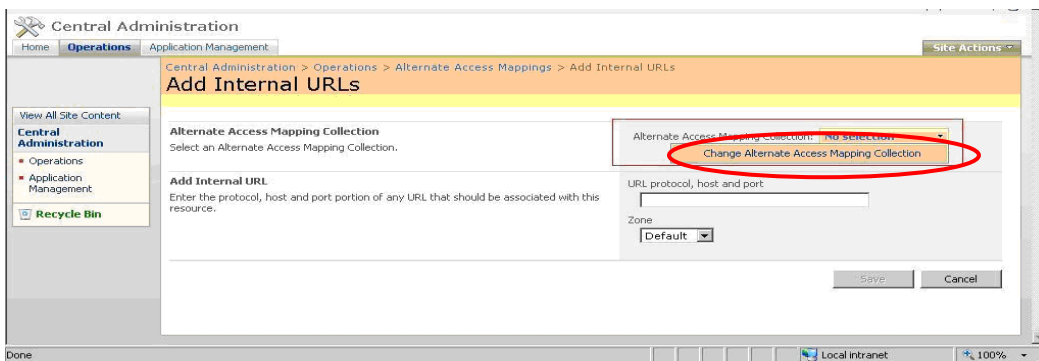 Central Administration
Home Operations Application Management Site Actions
Central Administration > Operations > Alternate Access Mappings > Add Internal URLs
Add Internal URLs
View All Site Content
Central Administration
Operations
Application Management
Recycle Bin
Alternate Access Mapping Collection
Select an Alternate Access Mapping Collection.
Alternate Access Mapping Collection: No selection
Change Alternate Access Mapping Collection
Add Internal URL
Enter the protocol, host and port portion of any URL that should be associated with this
resource.
URL protocol, host and port
Zone
Default
Save Cancel
Done Local intranet 100%